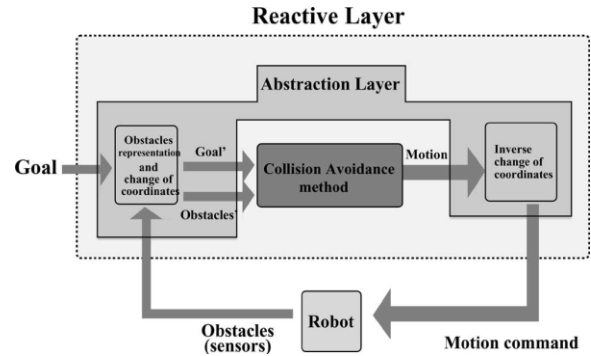 Reactive Layer
Abstraction Layer
Goal
Obstacles
representation
and
change of
coordinates
Goal'
Obstacles'
Collision Avoidance
method
Motion
Inverse
change of
coordinates
Obstacles
(sensors)
Robot
Motion command